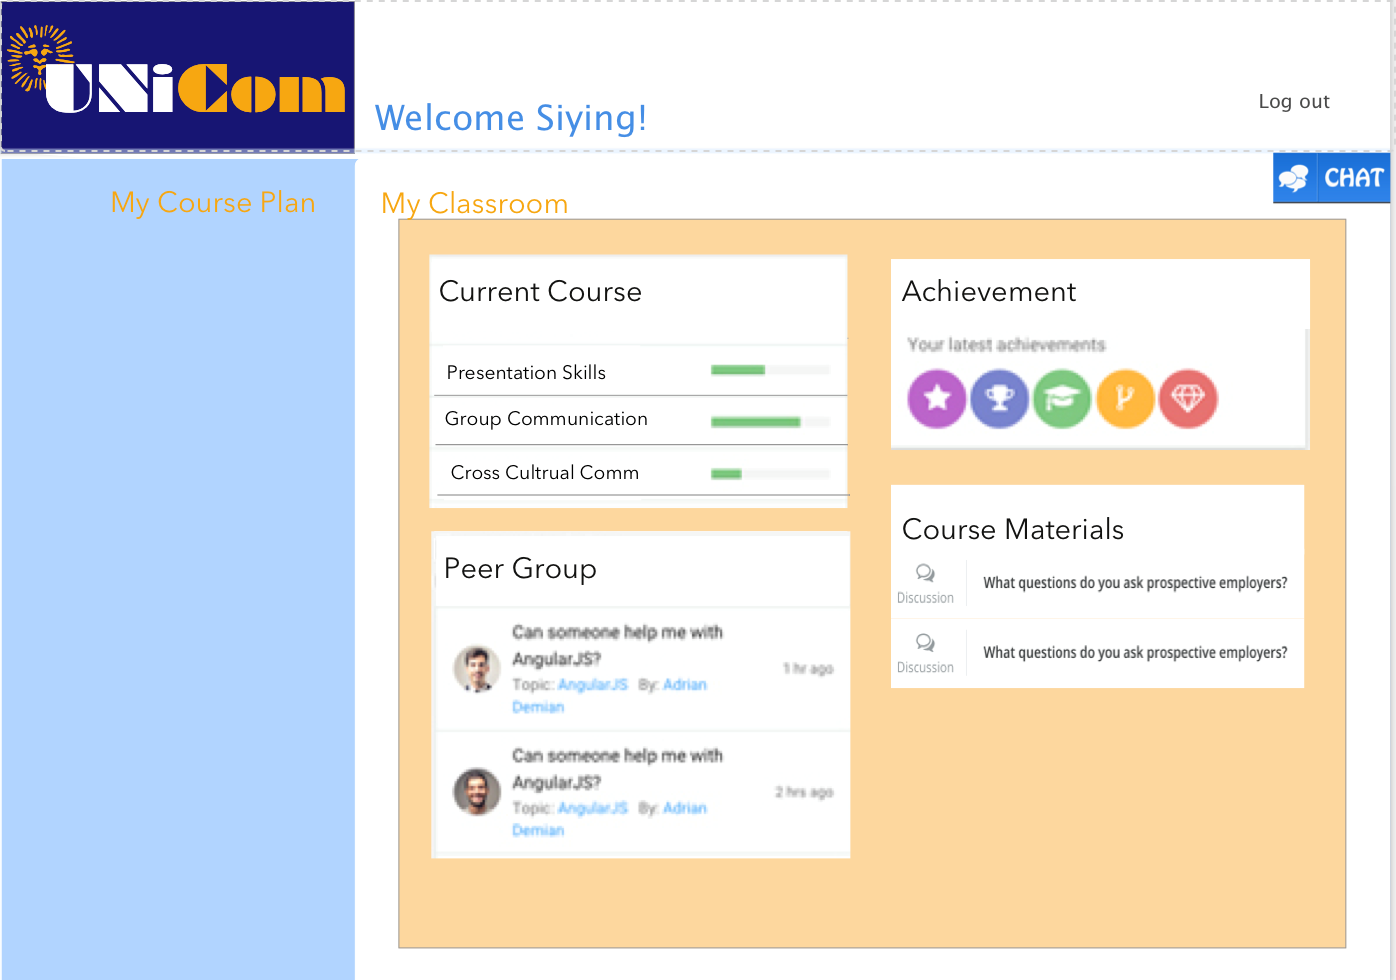 UNiCom
Welcome Siying!
Log out
CHAT
My Course Plan
My Classroom
Current Course
Presentation Skills
Group Communication
Cross Cultrual Comm
Peer Group
Can someone help me with
AngularJS?
Topic: AngularJS By: Adrian
Demian
1 hr ago
Can someone help me with
AngularJS?
Topic: AngularJS By: Adrian
Demian
2 hrs ago
Achievement
Your latest achievements
Course Materials
Discussion
What questions do you ask prospective employers?
Discussion
What questions do you ask prospective employers?